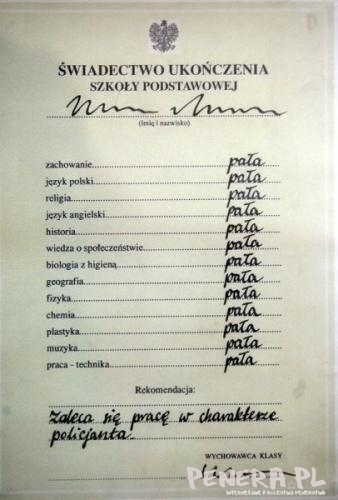 ŚWIADECTWO UKOŃCZENIA
SZKOŁY PODSTAWOWEJ
(imię i nazwisko)
zachowanie pała
język polski pała
religia pała
język angielski pała
historia pała
wiedza o społeczeństwie pała
biologia z higieną pała
geografia pała
fizyka pała
chemia pała
plastyka pała
muzyka pała
praca - technika pała
Rekomendacja:
Zaleca się pracę w charakterze
policjanta.
WYCHOWAWCA KLASY
PENERA.PL